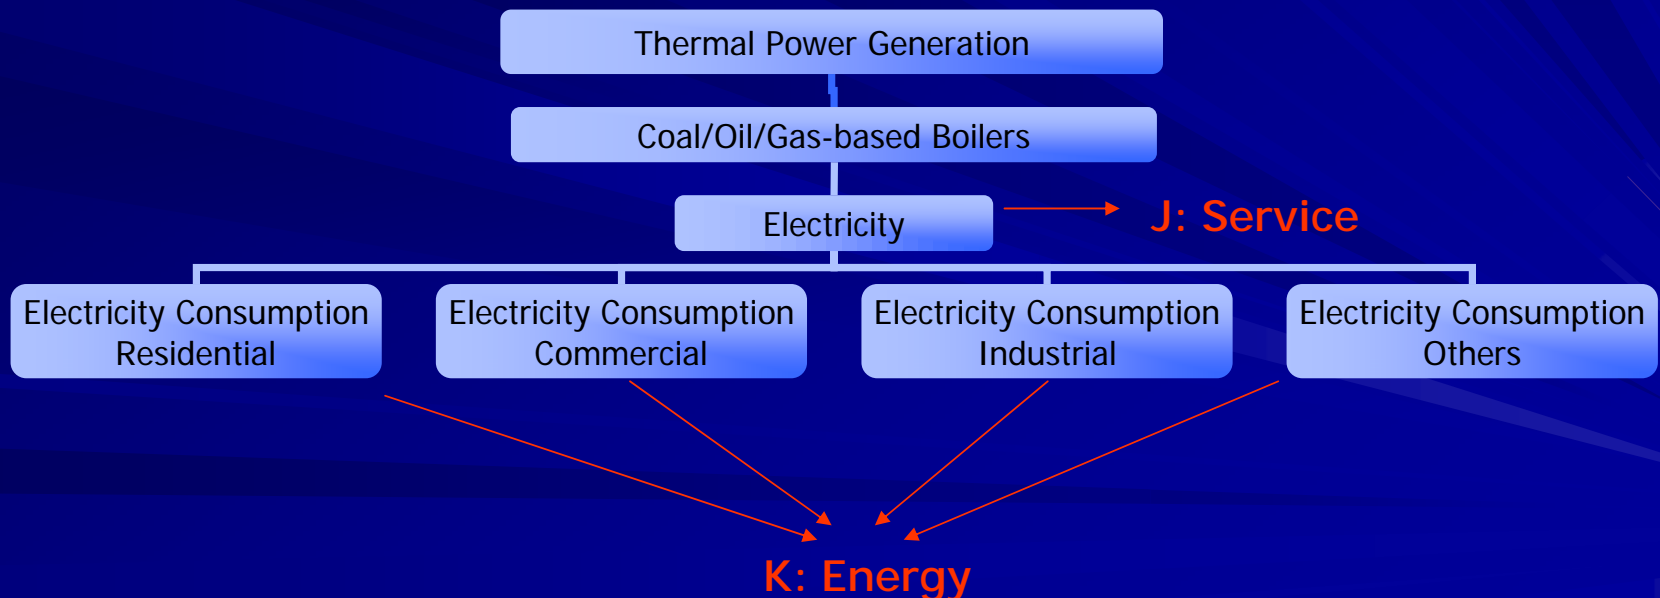 Thermal Power Generation
Coal/Oil/Gas-based Boilers
Electricity
J: Service
Electricity Consumption
Residential
Electricity Consumption
Commercial
Electricity Consumption
Industrial
Electricity Consumption
Others
K: Energy